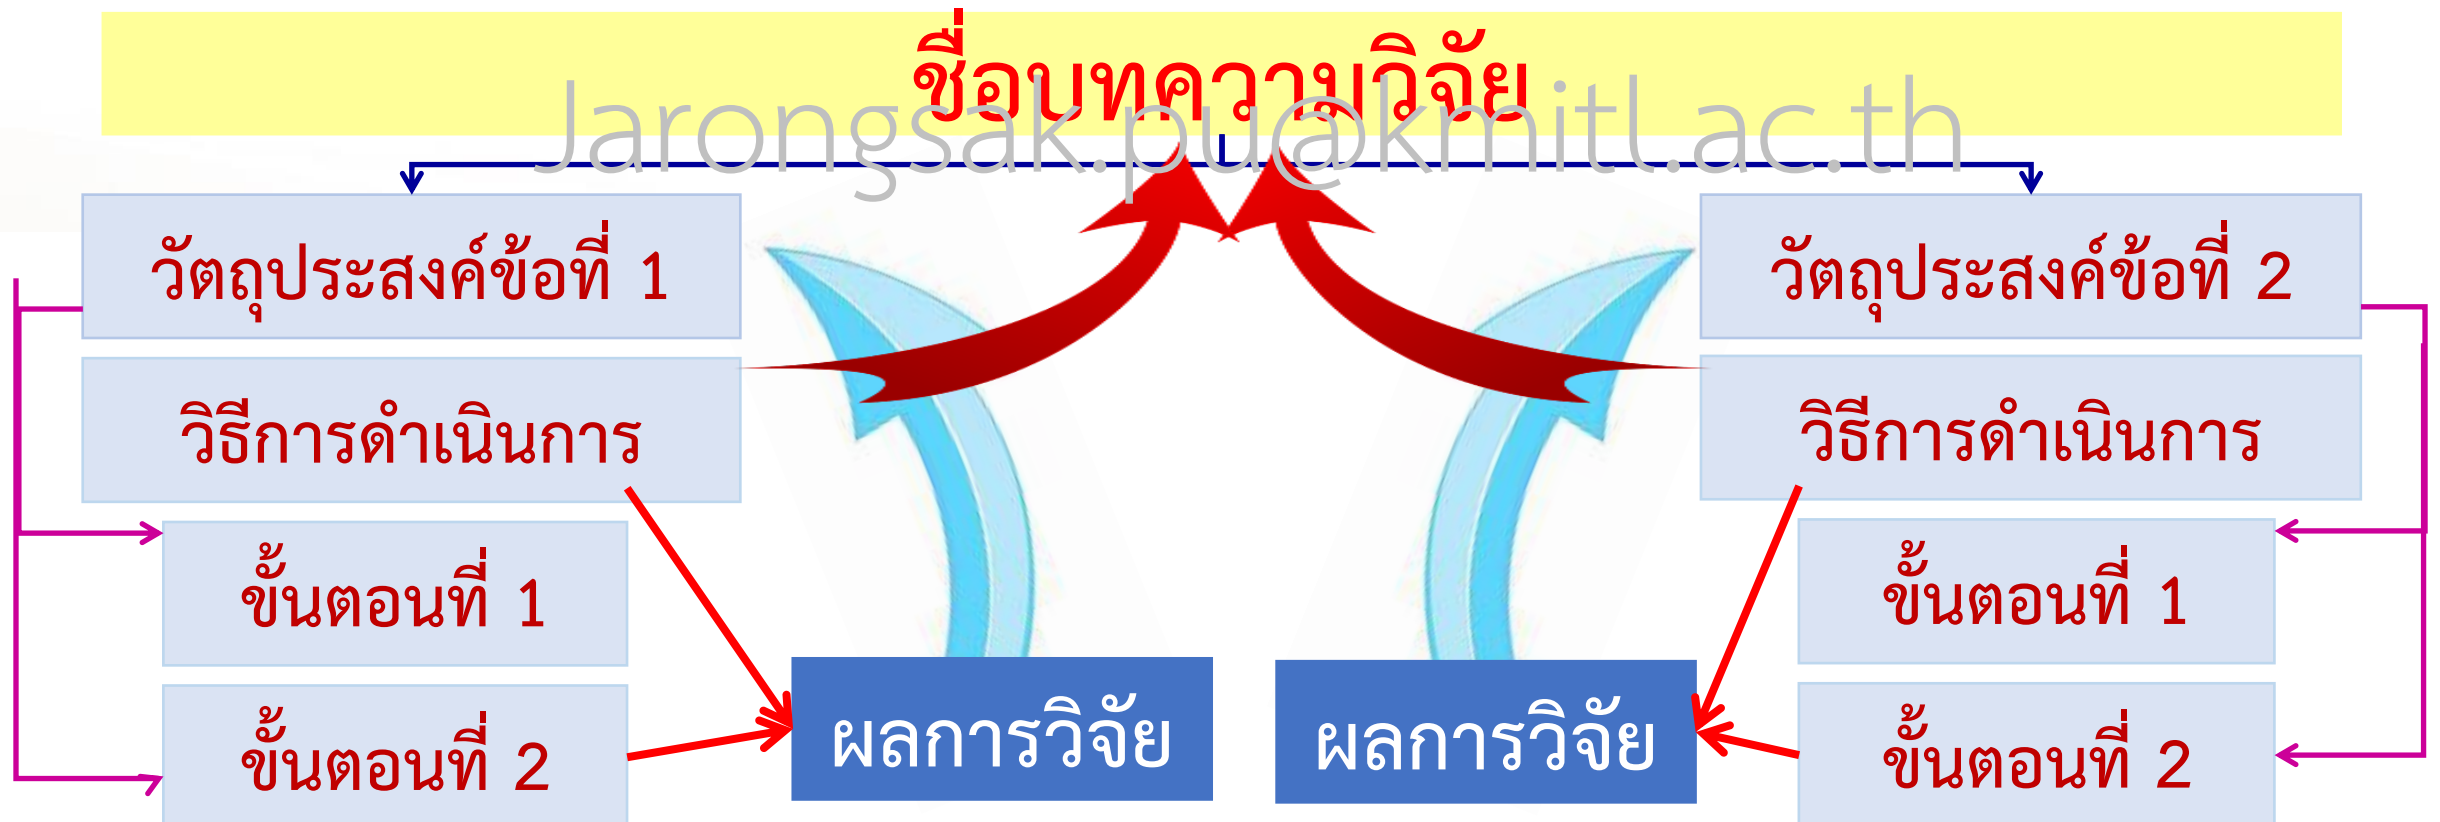 ชื่อบทความวิจัย
Jarongsak.pu@kmitl.ac.th
วัตถุประสงค์ข้อที่ 1
วิธีการดำเนินการ
ขั้นตอนที่ 1
ขั้นตอนที่ 2
ผลการวิจัย
วัตถุประสงค์ข้อที่ 2
วิธีการดำเนินการ
ขั้นตอนที่ 1
ขั้นตอนที่ 2
ผลการวิจัย